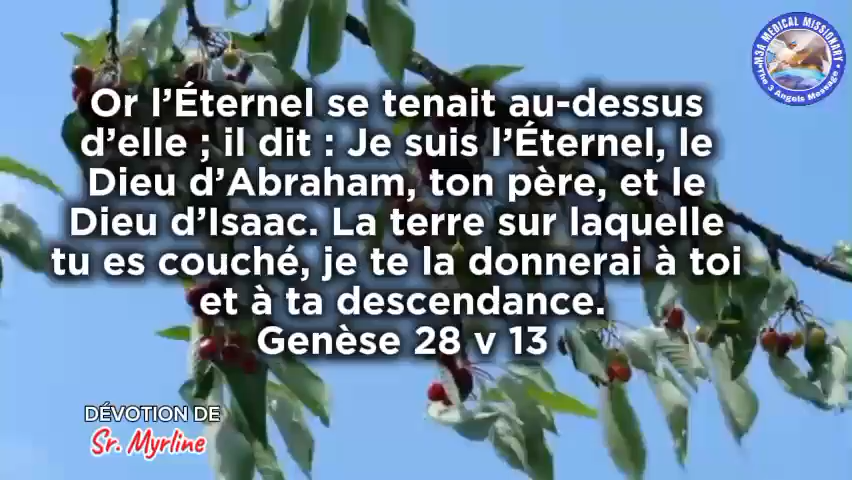 M3A MEDICAL MISSIONARY
The 3 Angels Message
Or l’Éternel se tenait au-dessus
d’elle ; il dit : Je suis l’Éternel, le
Dieu d’Abraham, ton père, et le
Dieu d’Isaac. La terre sur laquelle
tu es couché, je te la donnerai à toi
et à ta descendance.
Genèse 28 v 13
DÉVOTION DE
Sr. Myrline